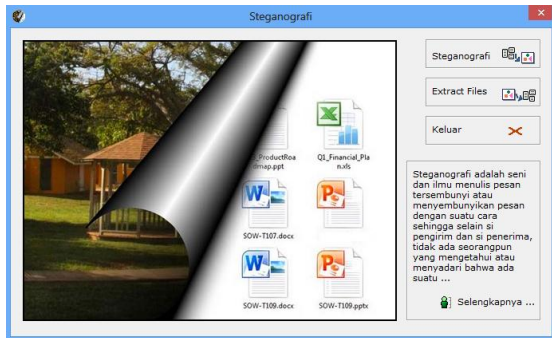 Steganografi
Steganografi
Extract Files
Keluar
ProductRoa
dmap.ppt
Q1_Financial_Pla
n.xls
SOW-T107.docx
SOW-T109.docx
SOW-T109.pptx
Steganografi adalah seni
dan ilmu menulis pesan
tersembunyi atau
menyembunyikan pesan
dengan suatu cara
sehingga selain si
pengirim dan si penerima,
tidak ada seorangpun
yang mengetahui atau
menyadari bahwa ada
suatu ...
Selengkapnya ...